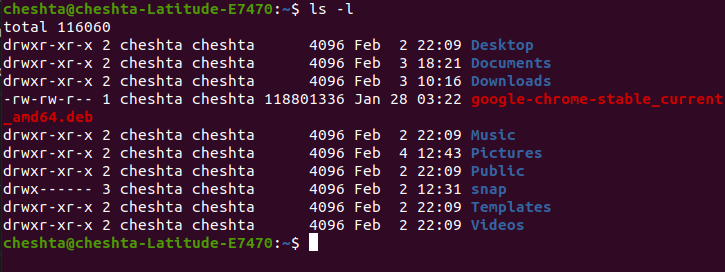 cheshta@cheshta-Latitude-E7470:~$ ls -l
total 116060
drwxr-xr-x 2 cheshta cheshta      4096 Feb  2 22:09 Desktop
drwxr-xr-x 2 cheshta cheshta      4096 Feb  3 18:21 Documents
drwxr-xr-x 2 cheshta cheshta      4096 Feb  3 10:16 Downloads
-rw-rw-r-- 1 cheshta cheshta 118801336 Jan 28 03:22 google-chrome-stable_current
_amd64.deb
drwxr-xr-x 2 cheshta cheshta      4096 Feb  2 22:09 Music
drwxr-xr-x 2 cheshta cheshta      4096 Feb  4 12:43 Pictures
drwxr-xr-x 2 cheshta cheshta      4096 Feb  2 22:09 Public
drwx------ 3 cheshta cheshta      4096 Feb  2 12:31 snap
drwxr-xr-x 2 cheshta cheshta      4096 Feb  2 22:09 Templates
drwxr-xr-x 2 cheshta cheshta      4096 Feb  2 22:09 Videos
cheshta@cheshta-Latitude-E7470:~$